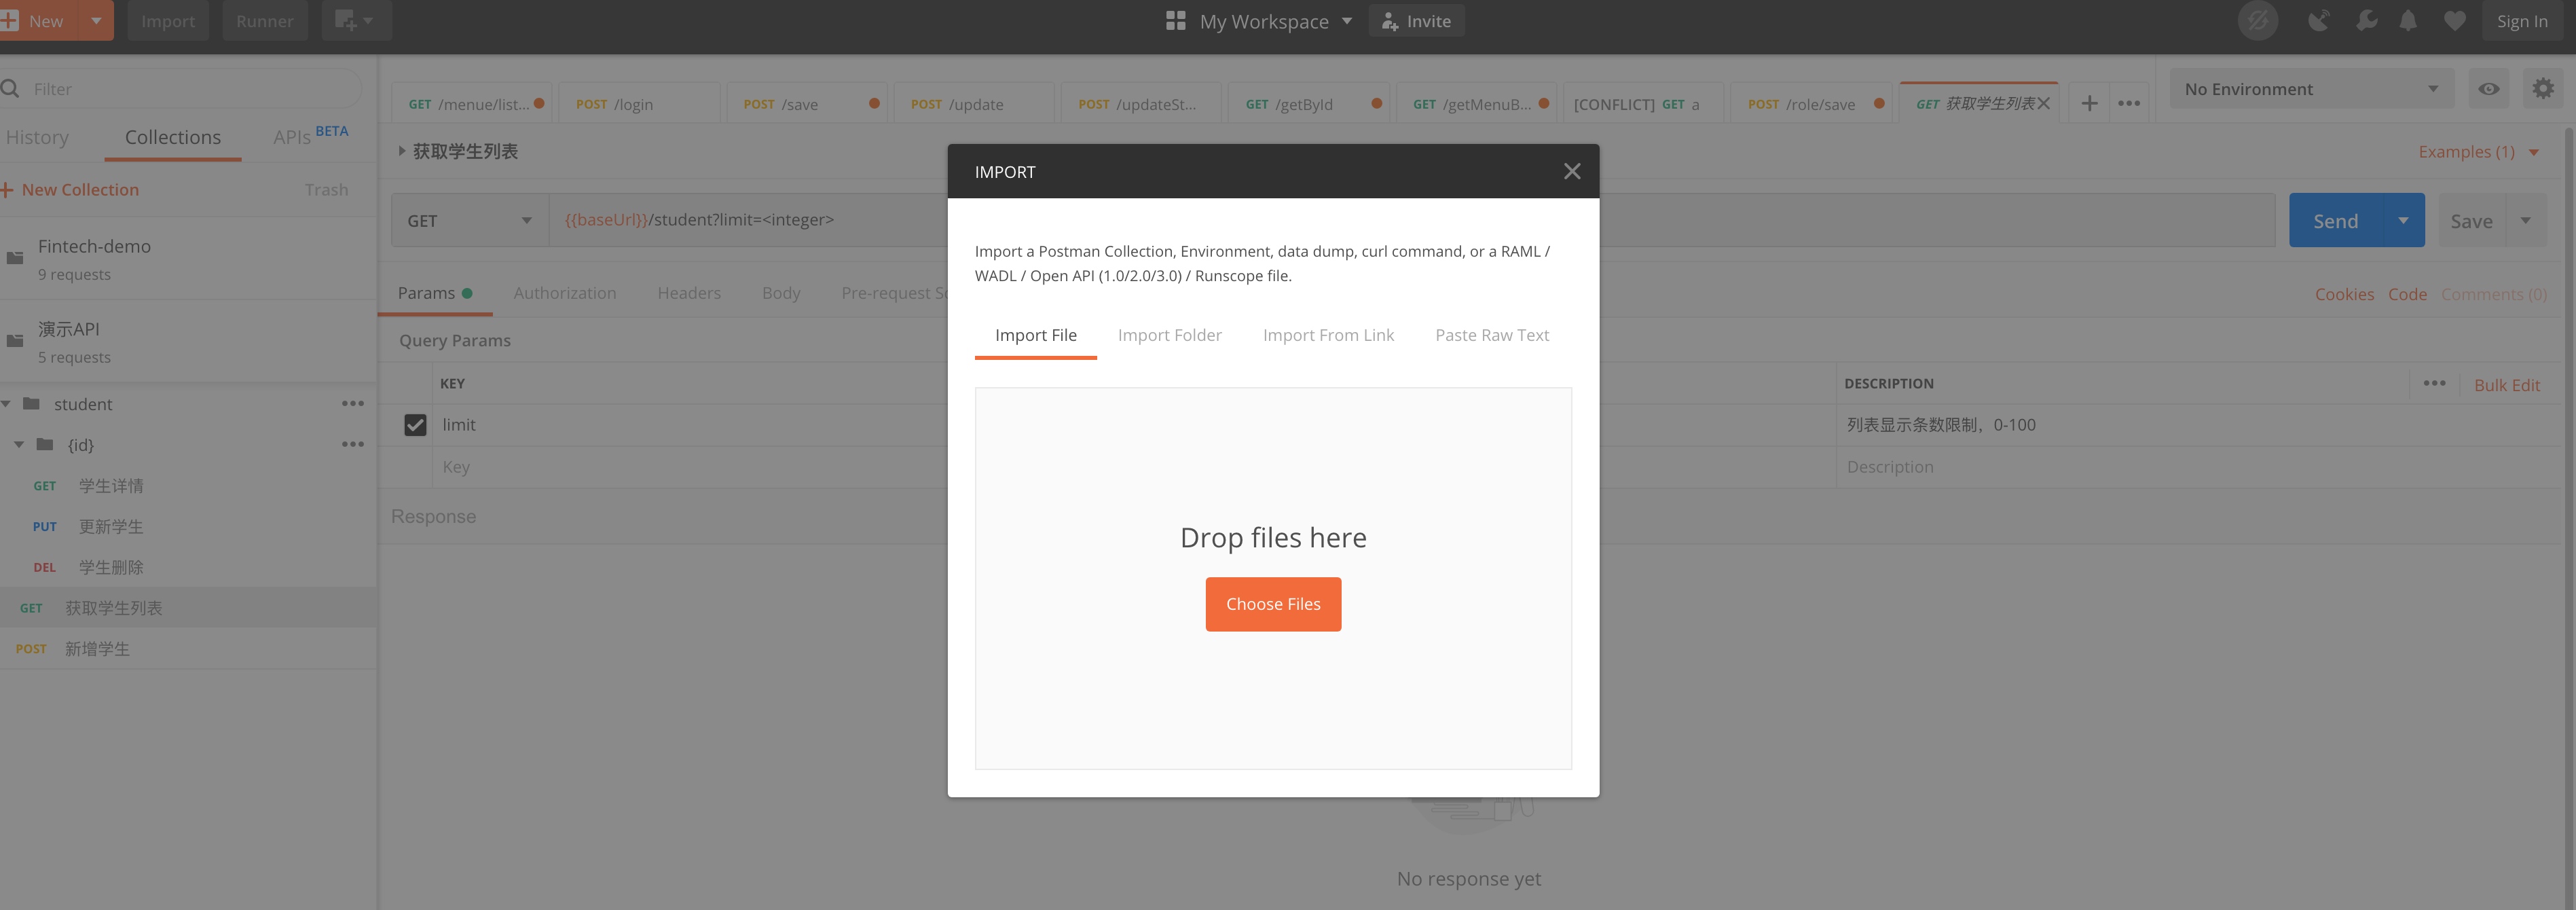 New
Import
Runner
My Workspace
Invite
Sign In
Filter
History
Collections
APIs BETA
New Collection
Trash
Fintech-demo
9 requests
演示API
5 requests
student
{id}
GET 学生详情
PUT 更新学生
DEL 学生删除
GET 获取学生列表
POST 新增学生
GET /menue/list...
POST /login
POST /save
POST /update
POST /updateSt...
GET /getById
GET /getMenuB...
[CONFLICT] GET a
POST /role/save
GET 获取学生列表
No Environment
获取学生列表
Examples (1)
GET
{{baseUrl}}/student?limit=<integer>
Send
Save
Params
Authorization
Headers
Body
Pre-request
Cookies
Code
Comments (0)
Query Params
KEY
DESCRIPTION
Bulk Edit
limit
列表显示条数限制，0-100
Key
Description
Response
No response yet
IMPORT
Import a Postman Collection, Environment, data dump, curl command, or a RAML /
WADL / Open API (1.0/2.0/3.0) / Runscope file.
Import File
Import Folder
Import From Link
Paste Raw Text
Drop files here
Choose Files